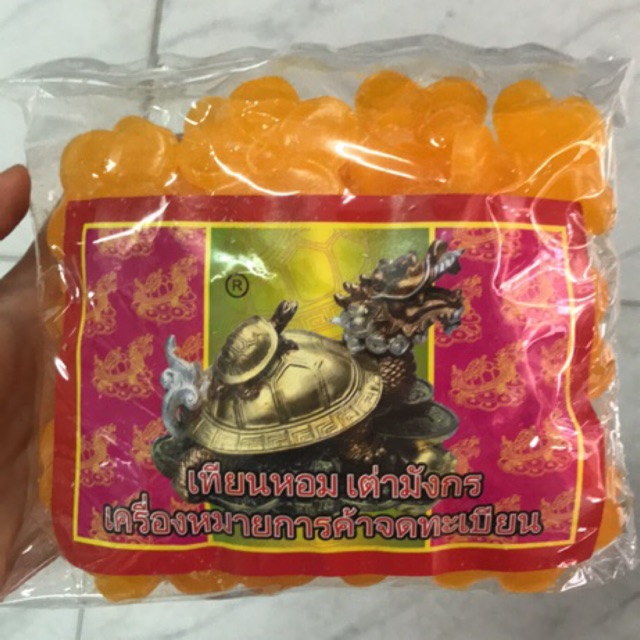 ®
เทียนหอม เต่ามังกร
เครื่องหมายการค้าจดทะเบียน